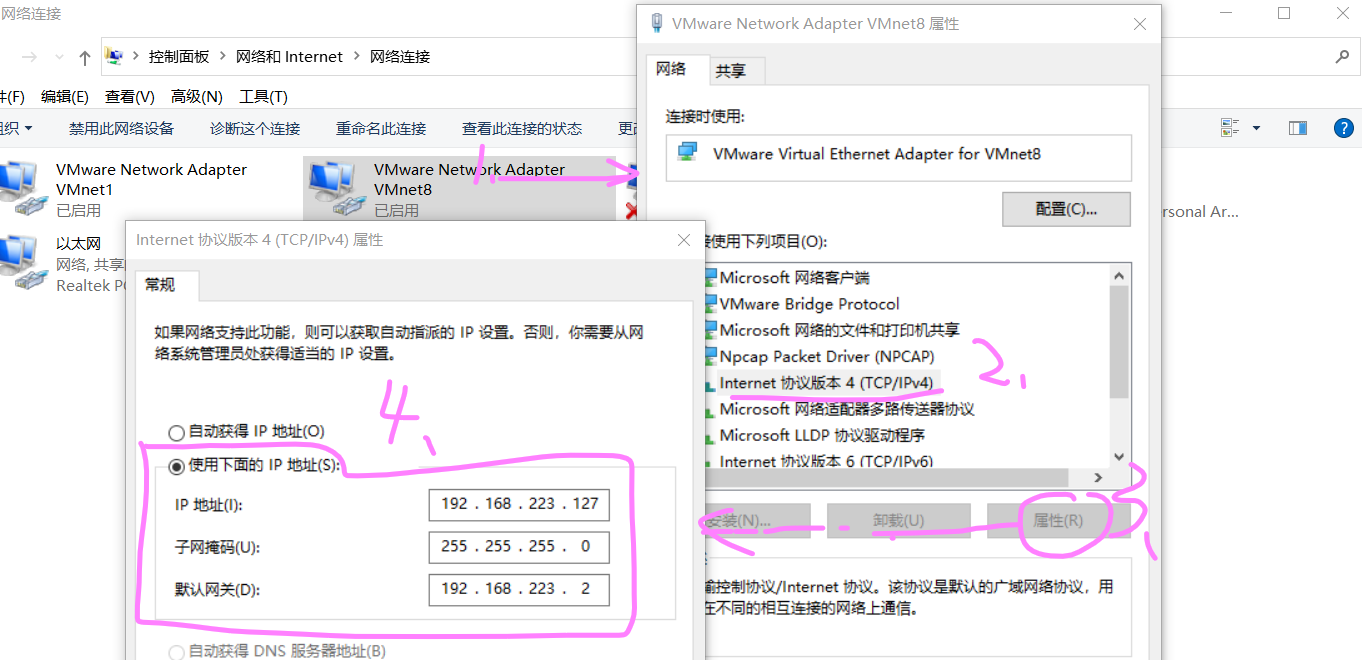 网络连接
控制面板 > 网络和 Internet > 网络连接
件(F) 编辑(E) 查看(V) 高级(N) 工具(T)
组织 禁用此网络设备 诊断这个连接 重命名此连接 查看此连接的状态
VMware Network Adapter
VMnet1
已启用
VMware Network Adapter
VMnet8
已启用
以太网
网络, 共享
Realtek PC
ersonal Ar...
1、
VMware Network Adapter VMnet8 属性
网络 共享
连接时使用:
VMware Virtual Ethernet Adapter for VMnet8
配置(C)...
接使用下列项目(O):
Microsoft 网络客户端
VMware Bridge Protocol
Microsoft 网络的文件和打印机共享
Npcap Packet Driver (NPCAP)
Internet 协议版本 4 (TCP/IPv4)
Microsoft 网络适配器多路传送器协议
Microsoft LLDP 协议驱动程序
Internet 协议版本 6 (TCP/IPv6)
2、
安装(N)... 卸载(U) 属性(R)
3、
输控制协议/Internet 协议。该协议是默认的广域网络协议，用
在不同的相互连接的网络上通信。
Internet 协议版本 4 (TCP/IPv4) 属性
常规
如果网络支持此功能，则可以获取自动指派的 IP 设置。否则，你需要从网
络系统管理员处获得适当的 IP 设置。
4、
自动获得 IP 地址(O)
使用下面的 IP 地址(S):
IP 地址(I): 192 . 168 . 223 . 127
子网掩码(U): 255 . 255 . 255 . 0
默认网关(D): 192 . 168 . 223 . 2
自动获得 DNS 服务器地址(B)